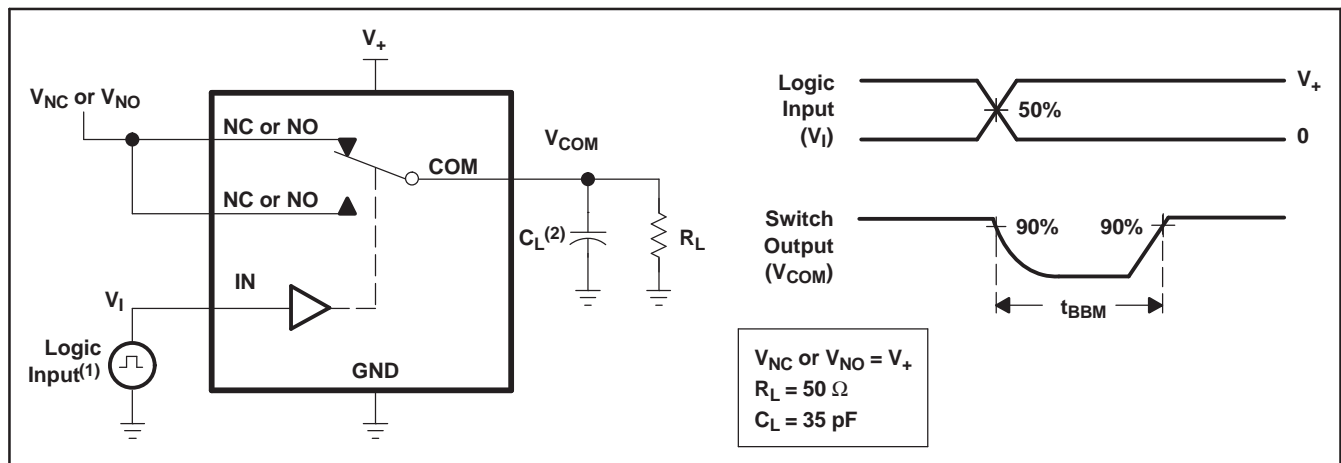 V+
VNC or VNO
NC or NO
VCOM
COM
NC or NO
CL(2)
RL
IN
VI
Logic
Input(1)
GND
Logic
Input
(VI)
V+
50%
0
Switch
Output
(VCOM)
90%
90%
tBBM
VNC or VNO = V+
RL = 50 Ω
CL = 35 pF